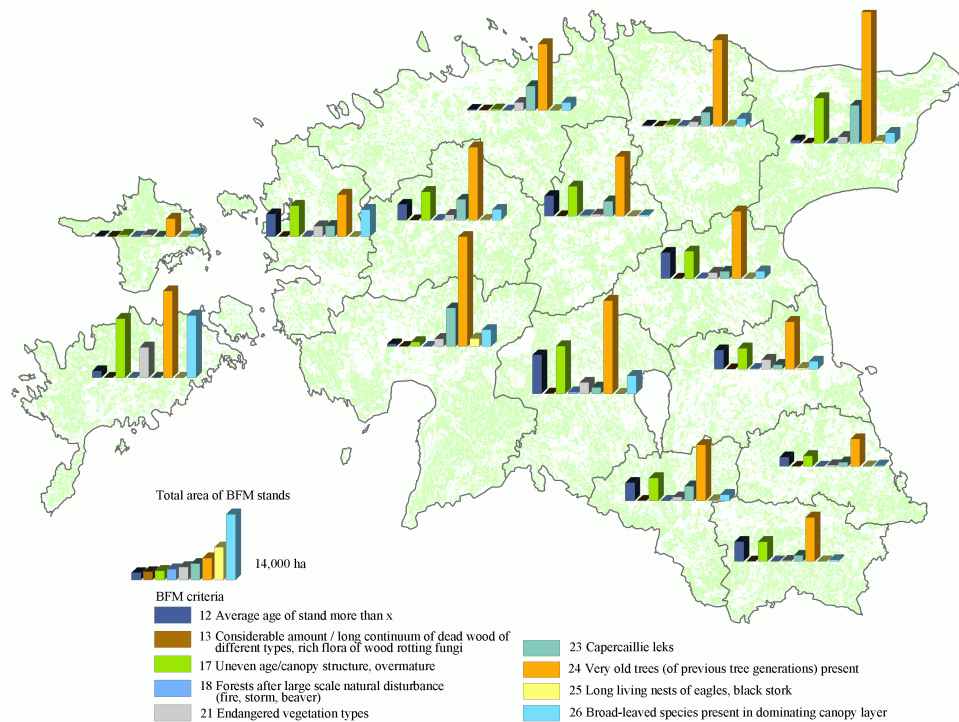 Total area of BFM stands
14,000 ha
BFM criteria
12 Average age of stand more than x
13 Considerable amount / long continuum of dead wood of
different types, rich flora of wood rotting fungi
17 Uneven age/canopy structure, overmature
18 Forests after large scale natural disturbance
(fire, storm, beaver)
21 Endangered vegetation types
23 Capercaillie leks
24 Very old trees (of previous tree generations) present
25 Long living nests of eagles, black stork
26 Broad-leaved species present in dominating canopy layer